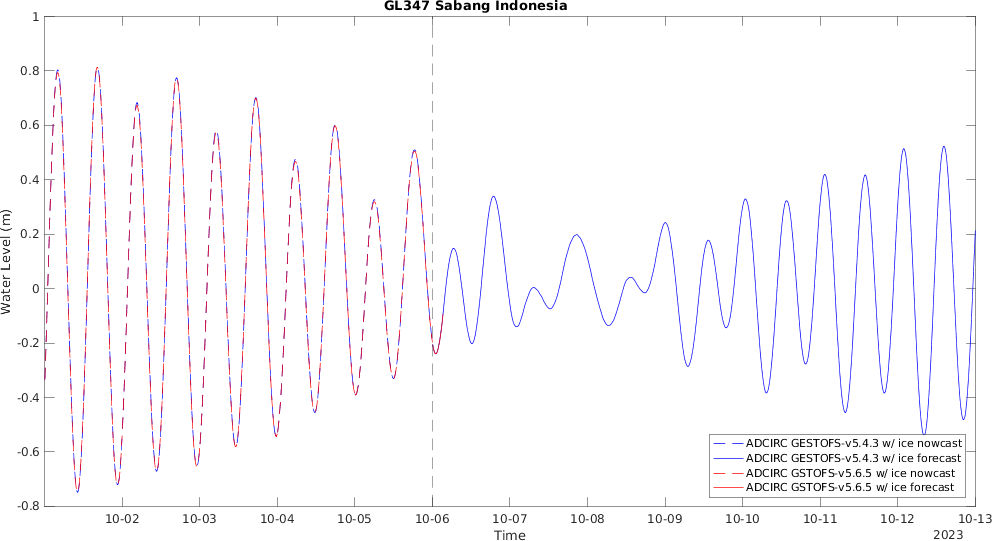 GL347 Sabang Indonesia
1
0.8
0.6
0.4
0.2
0
-0.2
-0.4
-0.6
-0.8
Water Level (m)
10-02 10-03 10-04 10-05 10-06 10-07 10-08 10-09 10-10 10-11 10-12 10-13
Time
2023
ADCIRC GESTOFS-v5.4.3 w/ ice nowcast
ADCIRC GESTOFS-v5.4.3 w/ ice forecast
ADCIRC GSTOFS-v5.6.5 w/ ice nowcast
ADCIRC GSTOFS-v5.6.5 w/ ice forecast